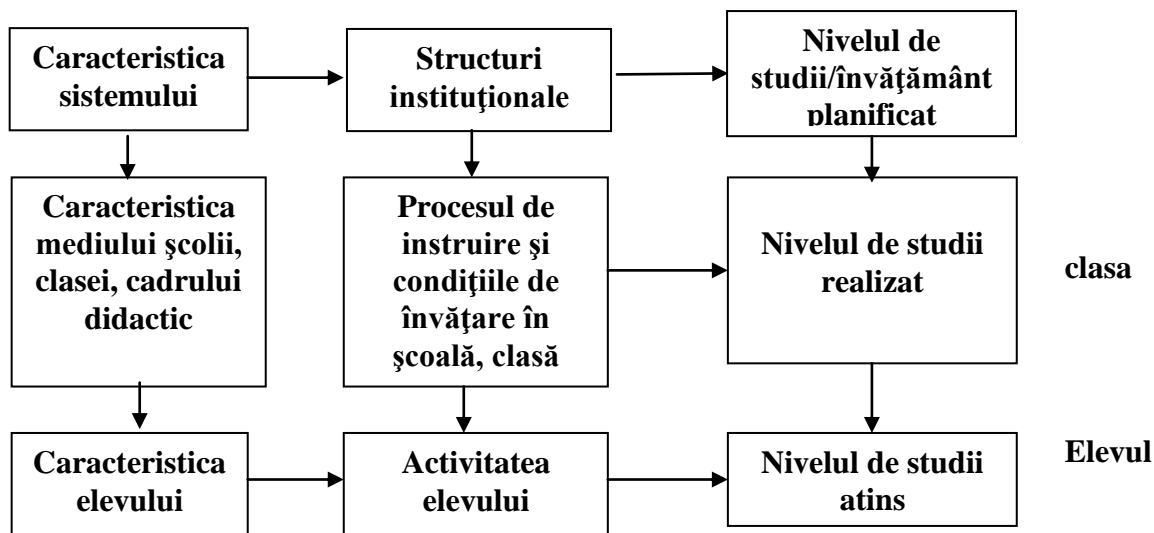 Caracteristica
sistemului
Structuri
instituţionale
Nivelul de
studii/învăţământ
planificat
Caracteristica
mediului şcolii,
clasei, cadrului
didactic
Procesul de
instruire şi
condiţiile de
învăţare în
şcoală, clasă
Nivelul de studii
realizat
clasa
Caracteristica
elevului
Activitatea
elevului
Nivelul de studii
atins
Elevul